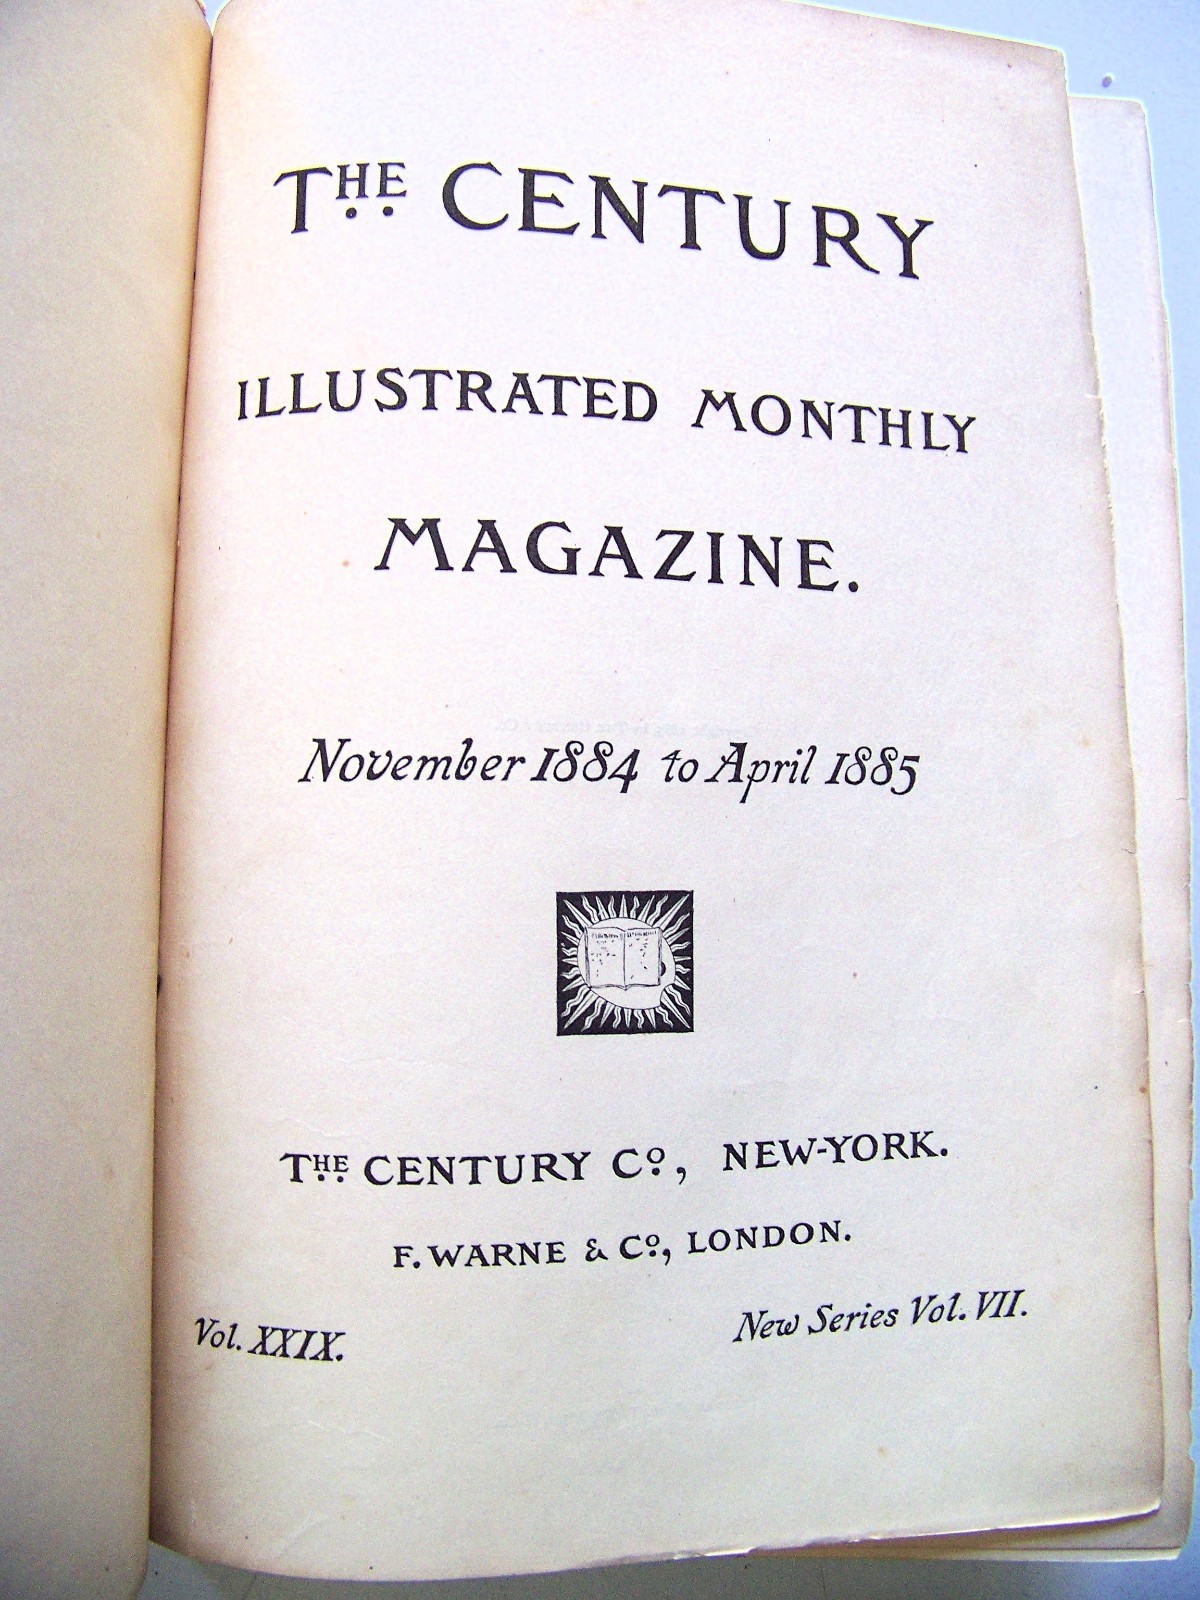 THE CENTURY
ILLUSTRATED MONTHLY
MAGAZINE.
November 1884 to April 1885
THE CENTURY Cº, NEW-YORK.
F. WARNE & Cº, LONDON.
Vol. XXIX.
New Series Vol. VII.